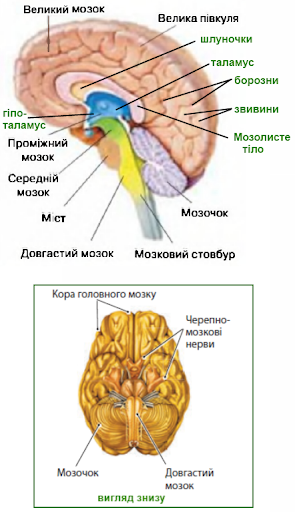 Великий мозок
Велика півкуля
шлуночки
таламус
борозни
гіпо-
таламус
звивини
Проміжний
мозок
Мозолисте
тіло
Середній
мозок
Міст
Мозочок
Довгастий мозок
Мозковий стовбур
Кора головного мозку
Черепно-
мозкові
нерви
Мозочок
Довгастий
мозок
вигляд знизу